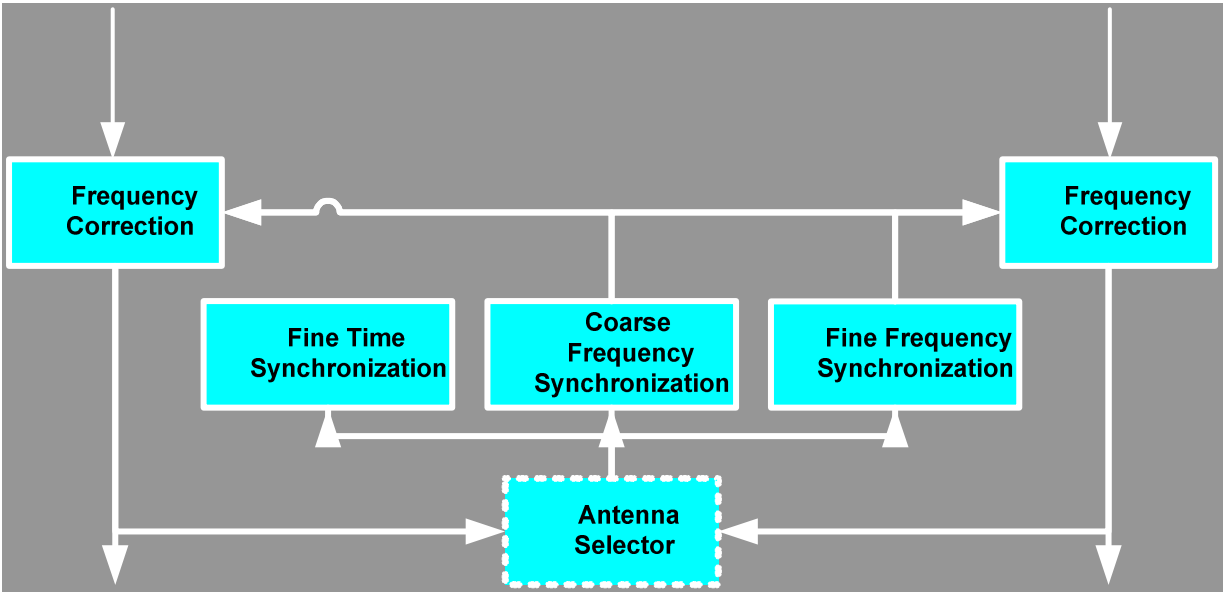 Frequency
Correction
Frequency
Correction
Fine Time
Synchronization
Coarse
Frequency
Synchronization
Fine Frequency
Synchronization
Antenna
Selector